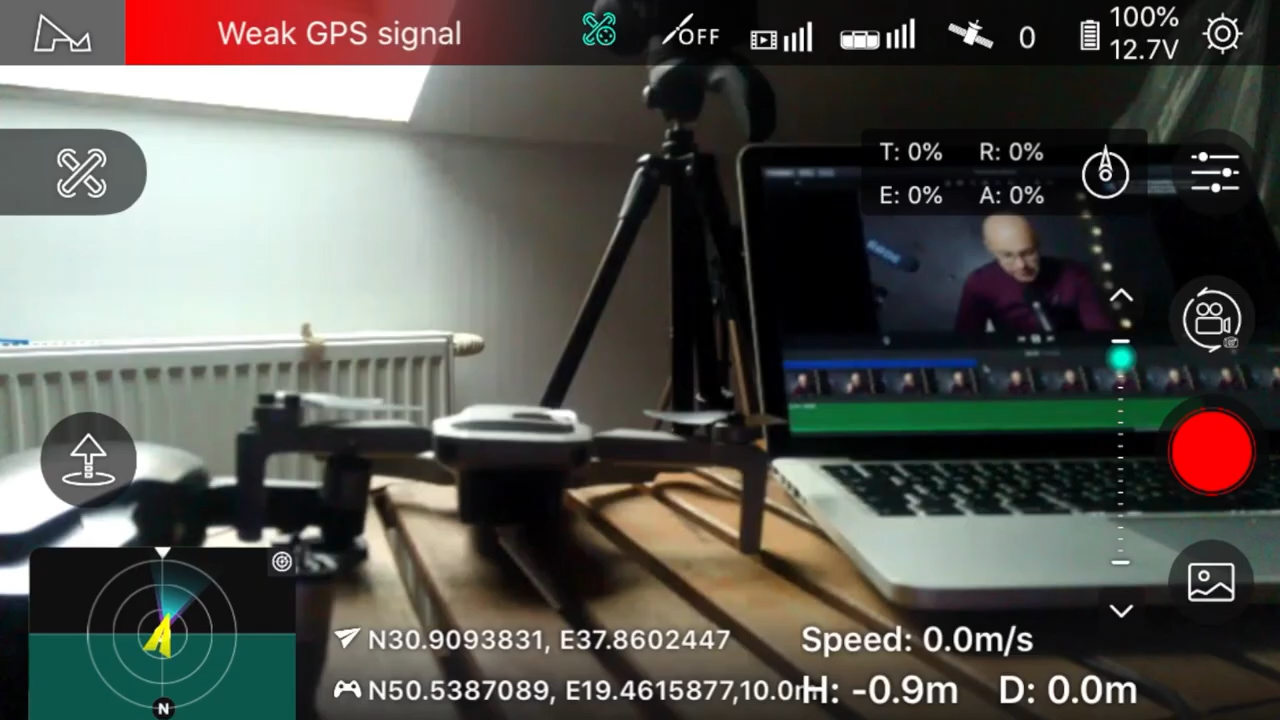 Weak GPS signal
OFF
0
100%
12.7V
T: 0% R: 0%
E: 0% A: 0%
N
N30.9093831, E37.8602447
Speed: 0.0m/s
N50.5387089, E19.4615877,10.0m
H: -0.9m D: 0.0m